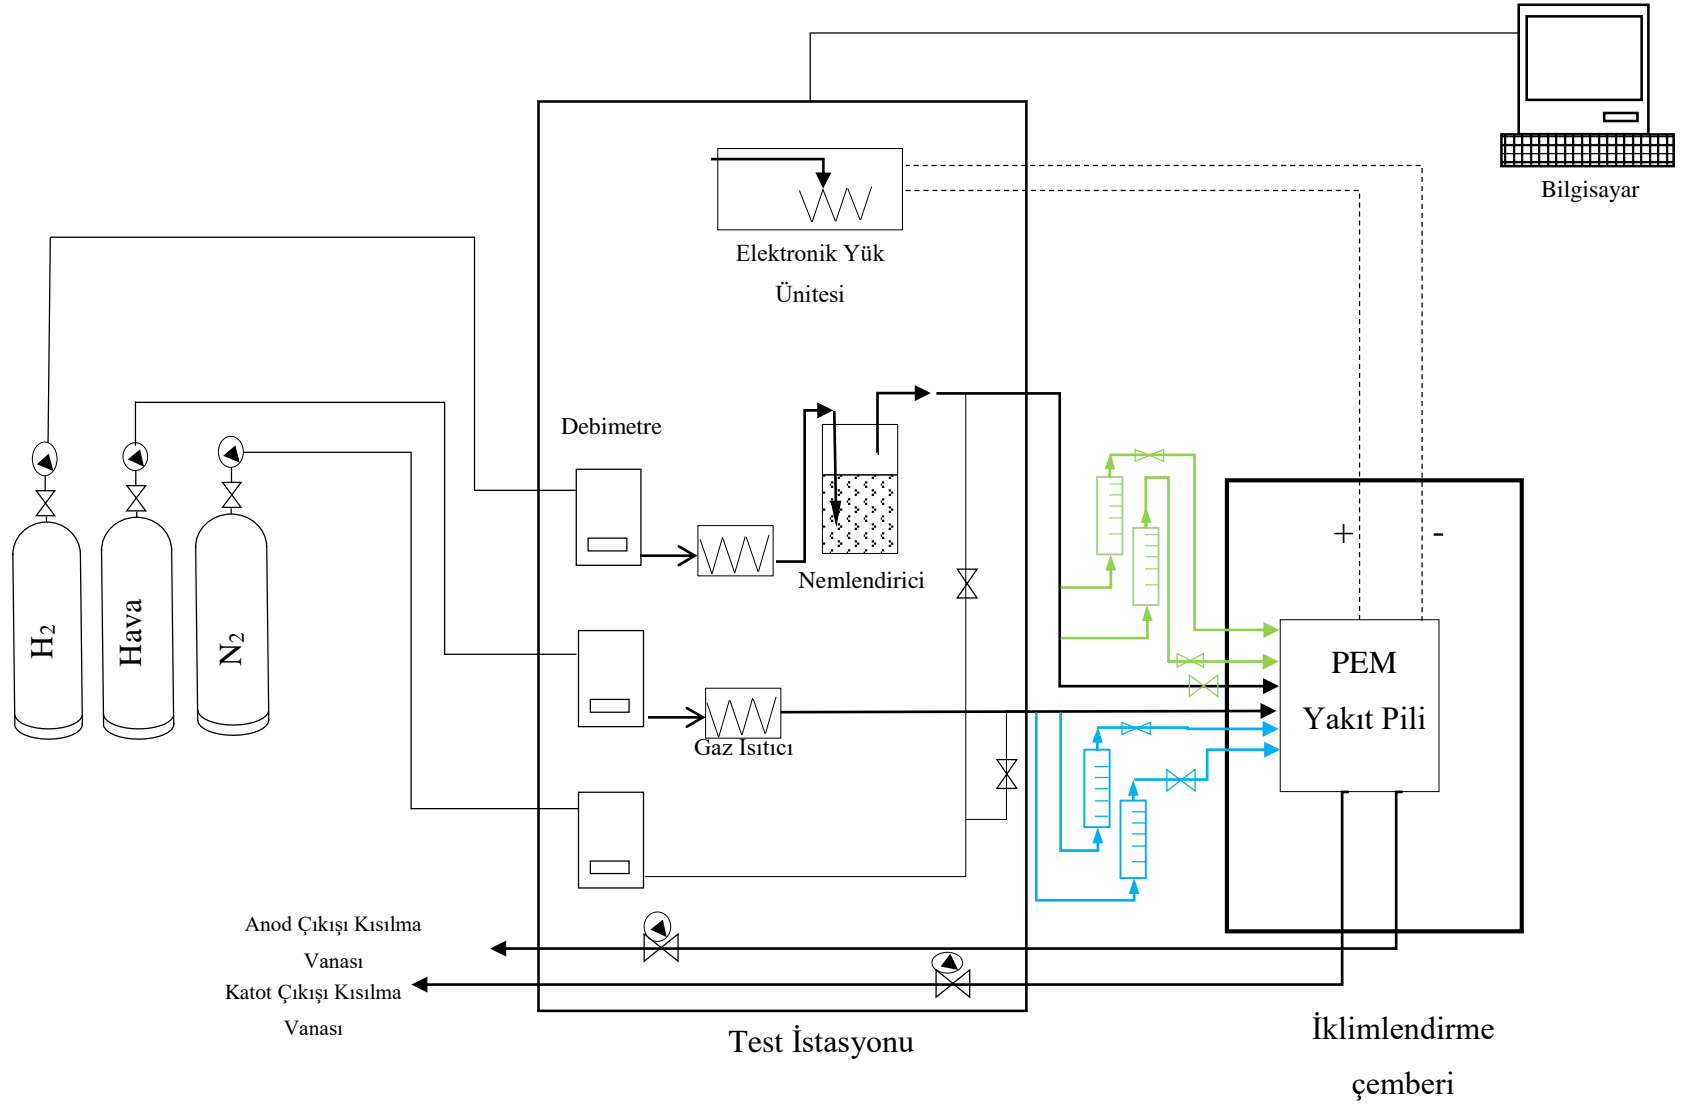 Bilgisayar
Elektronik Yük
Ünitesi
Debimetre
Nemlendirici
+
-
H₂
Hava
N₂
PEM
Yakıt Pili
Gaz Isıtıcı
Anod Çıkışı Kısılma
Vanası
Katot Çıkışı Kısılma
Vanası
Test İstasyonu
İklimlendirme
çemberi